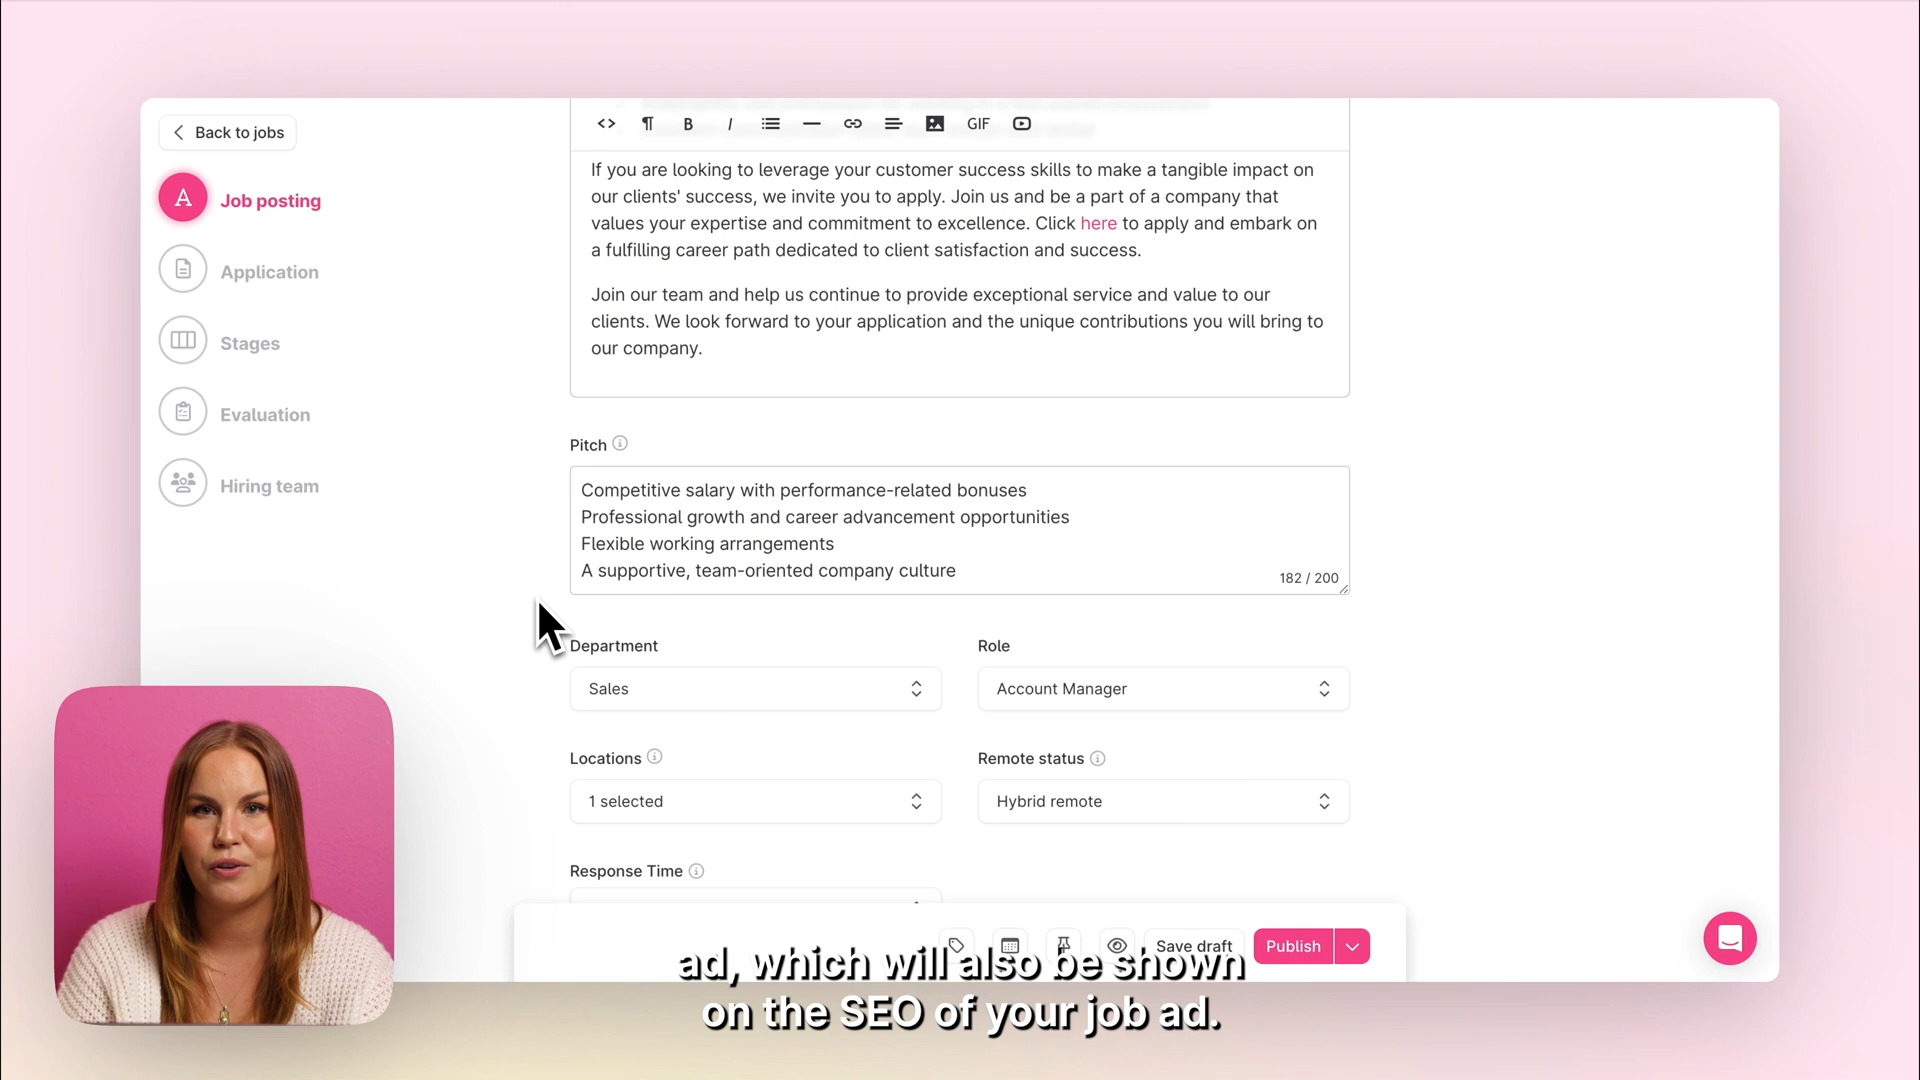 Back to jobs
Job posting
Application
Stages
Evaluation
Hiring team
GIF
If you are looking to leverage your customer success skills to make a tangible impact on
our clients' success, we invite you to apply. Join us and be a part of a company that
values your expertise and commitment to excellence. Click here to apply and embark on
a fulfilling career path dedicated to client satisfaction and success.
Join our team and help us continue to provide exceptional service and value to our
clients. We look forward to your application and the unique contributions you will bring to
our company.
Pitch
Competitive salary with performance-related bonuses
Professional growth and career advancement opportunities
Flexible working arrangements
A supportive, team-oriented company culture
182 / 200
Department
Sales
Role
Account Manager
Locations
1 selected
Remote status
Hybrid remote
Response Time
Save draft
Publish
ad, which will also be shown
on the SEO of your job ad.